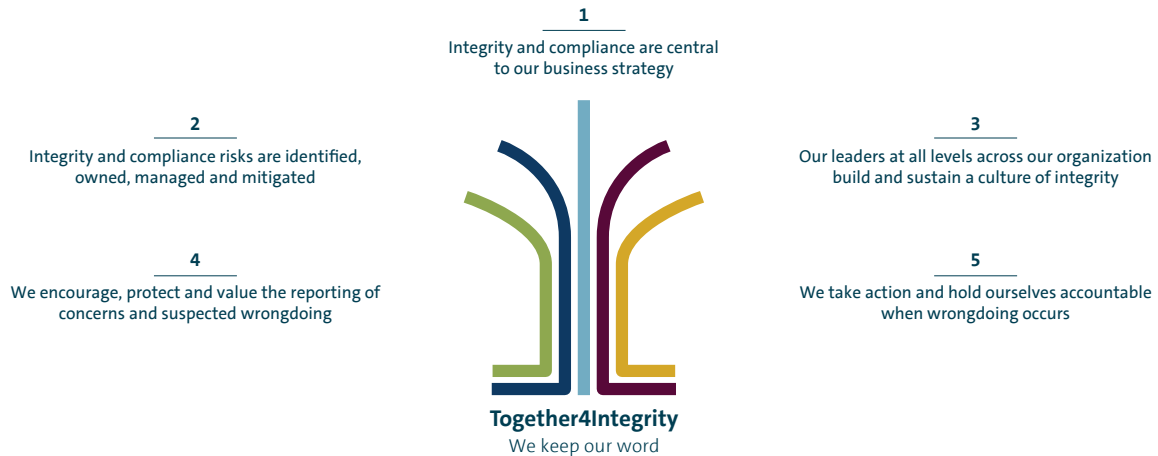 1
Integrity and compliance are central
to our business strategy
2
Integrity and compliance risks are identified,
owned, managed and mitigated
3
Our leaders at all levels across our organization
build and sustain a culture of integrity
4
We encourage, protect and value the reporting of
concerns and suspected wrongdoing
5
We take action and hold ourselves accountable
when wrongdoing occurs
Together4Integrity
We keep our word